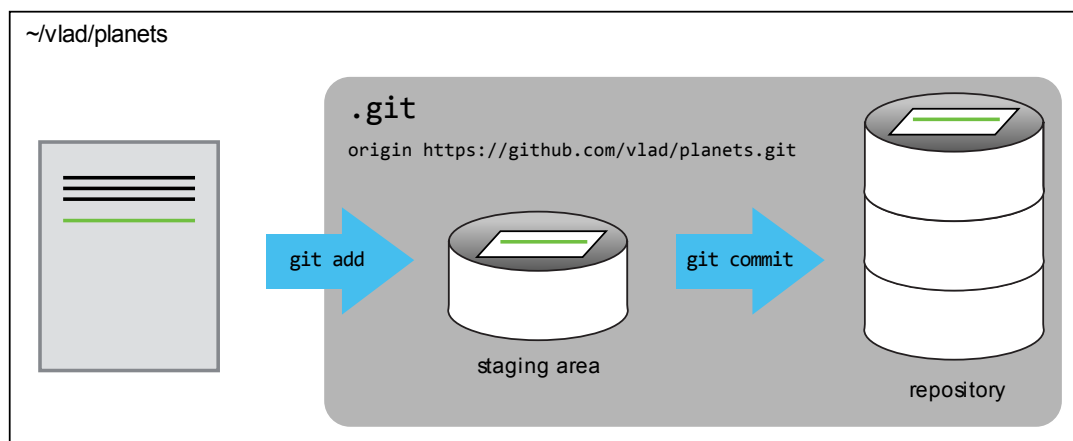 ~/vlad/planets
.git
origin https://github.com/vlad/planets.git
git add
git commit
staging area
repository